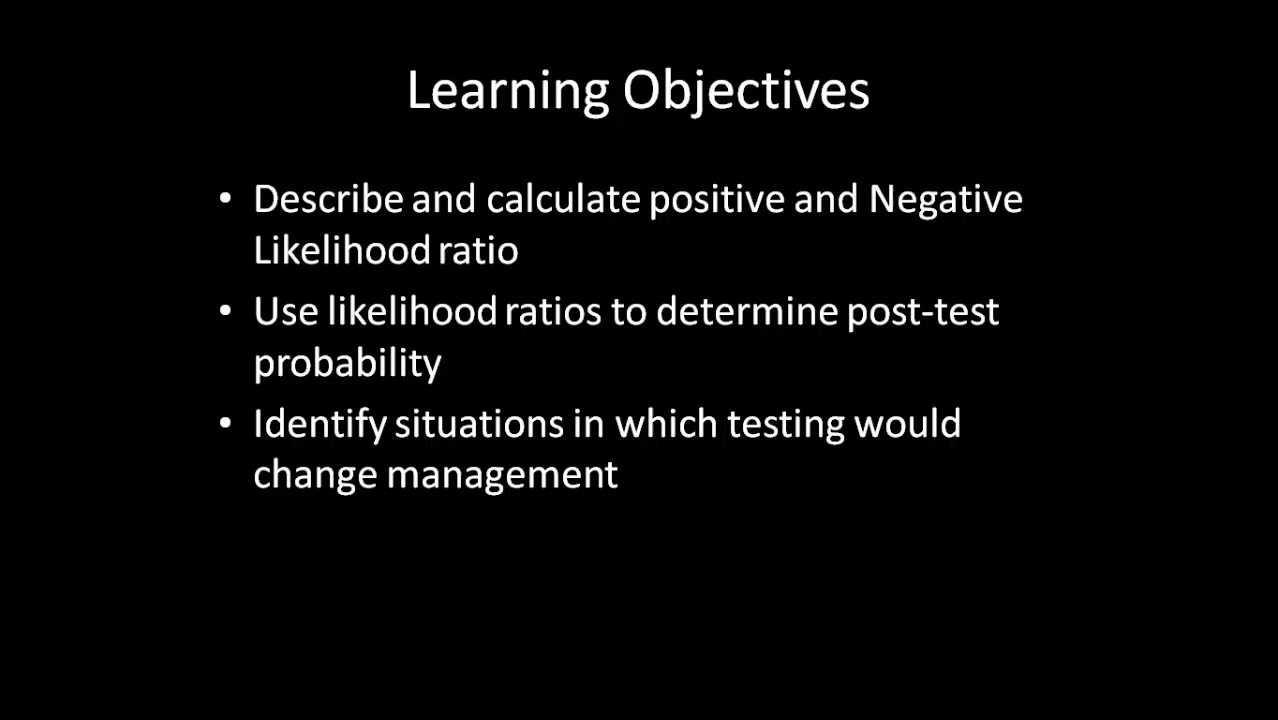 Learning Objectives
• Describe and calculate positive and Negative
Likelihood ratio
• Use likelihood ratios to determine post-test
probability
• Identify situations in which testing would
change management